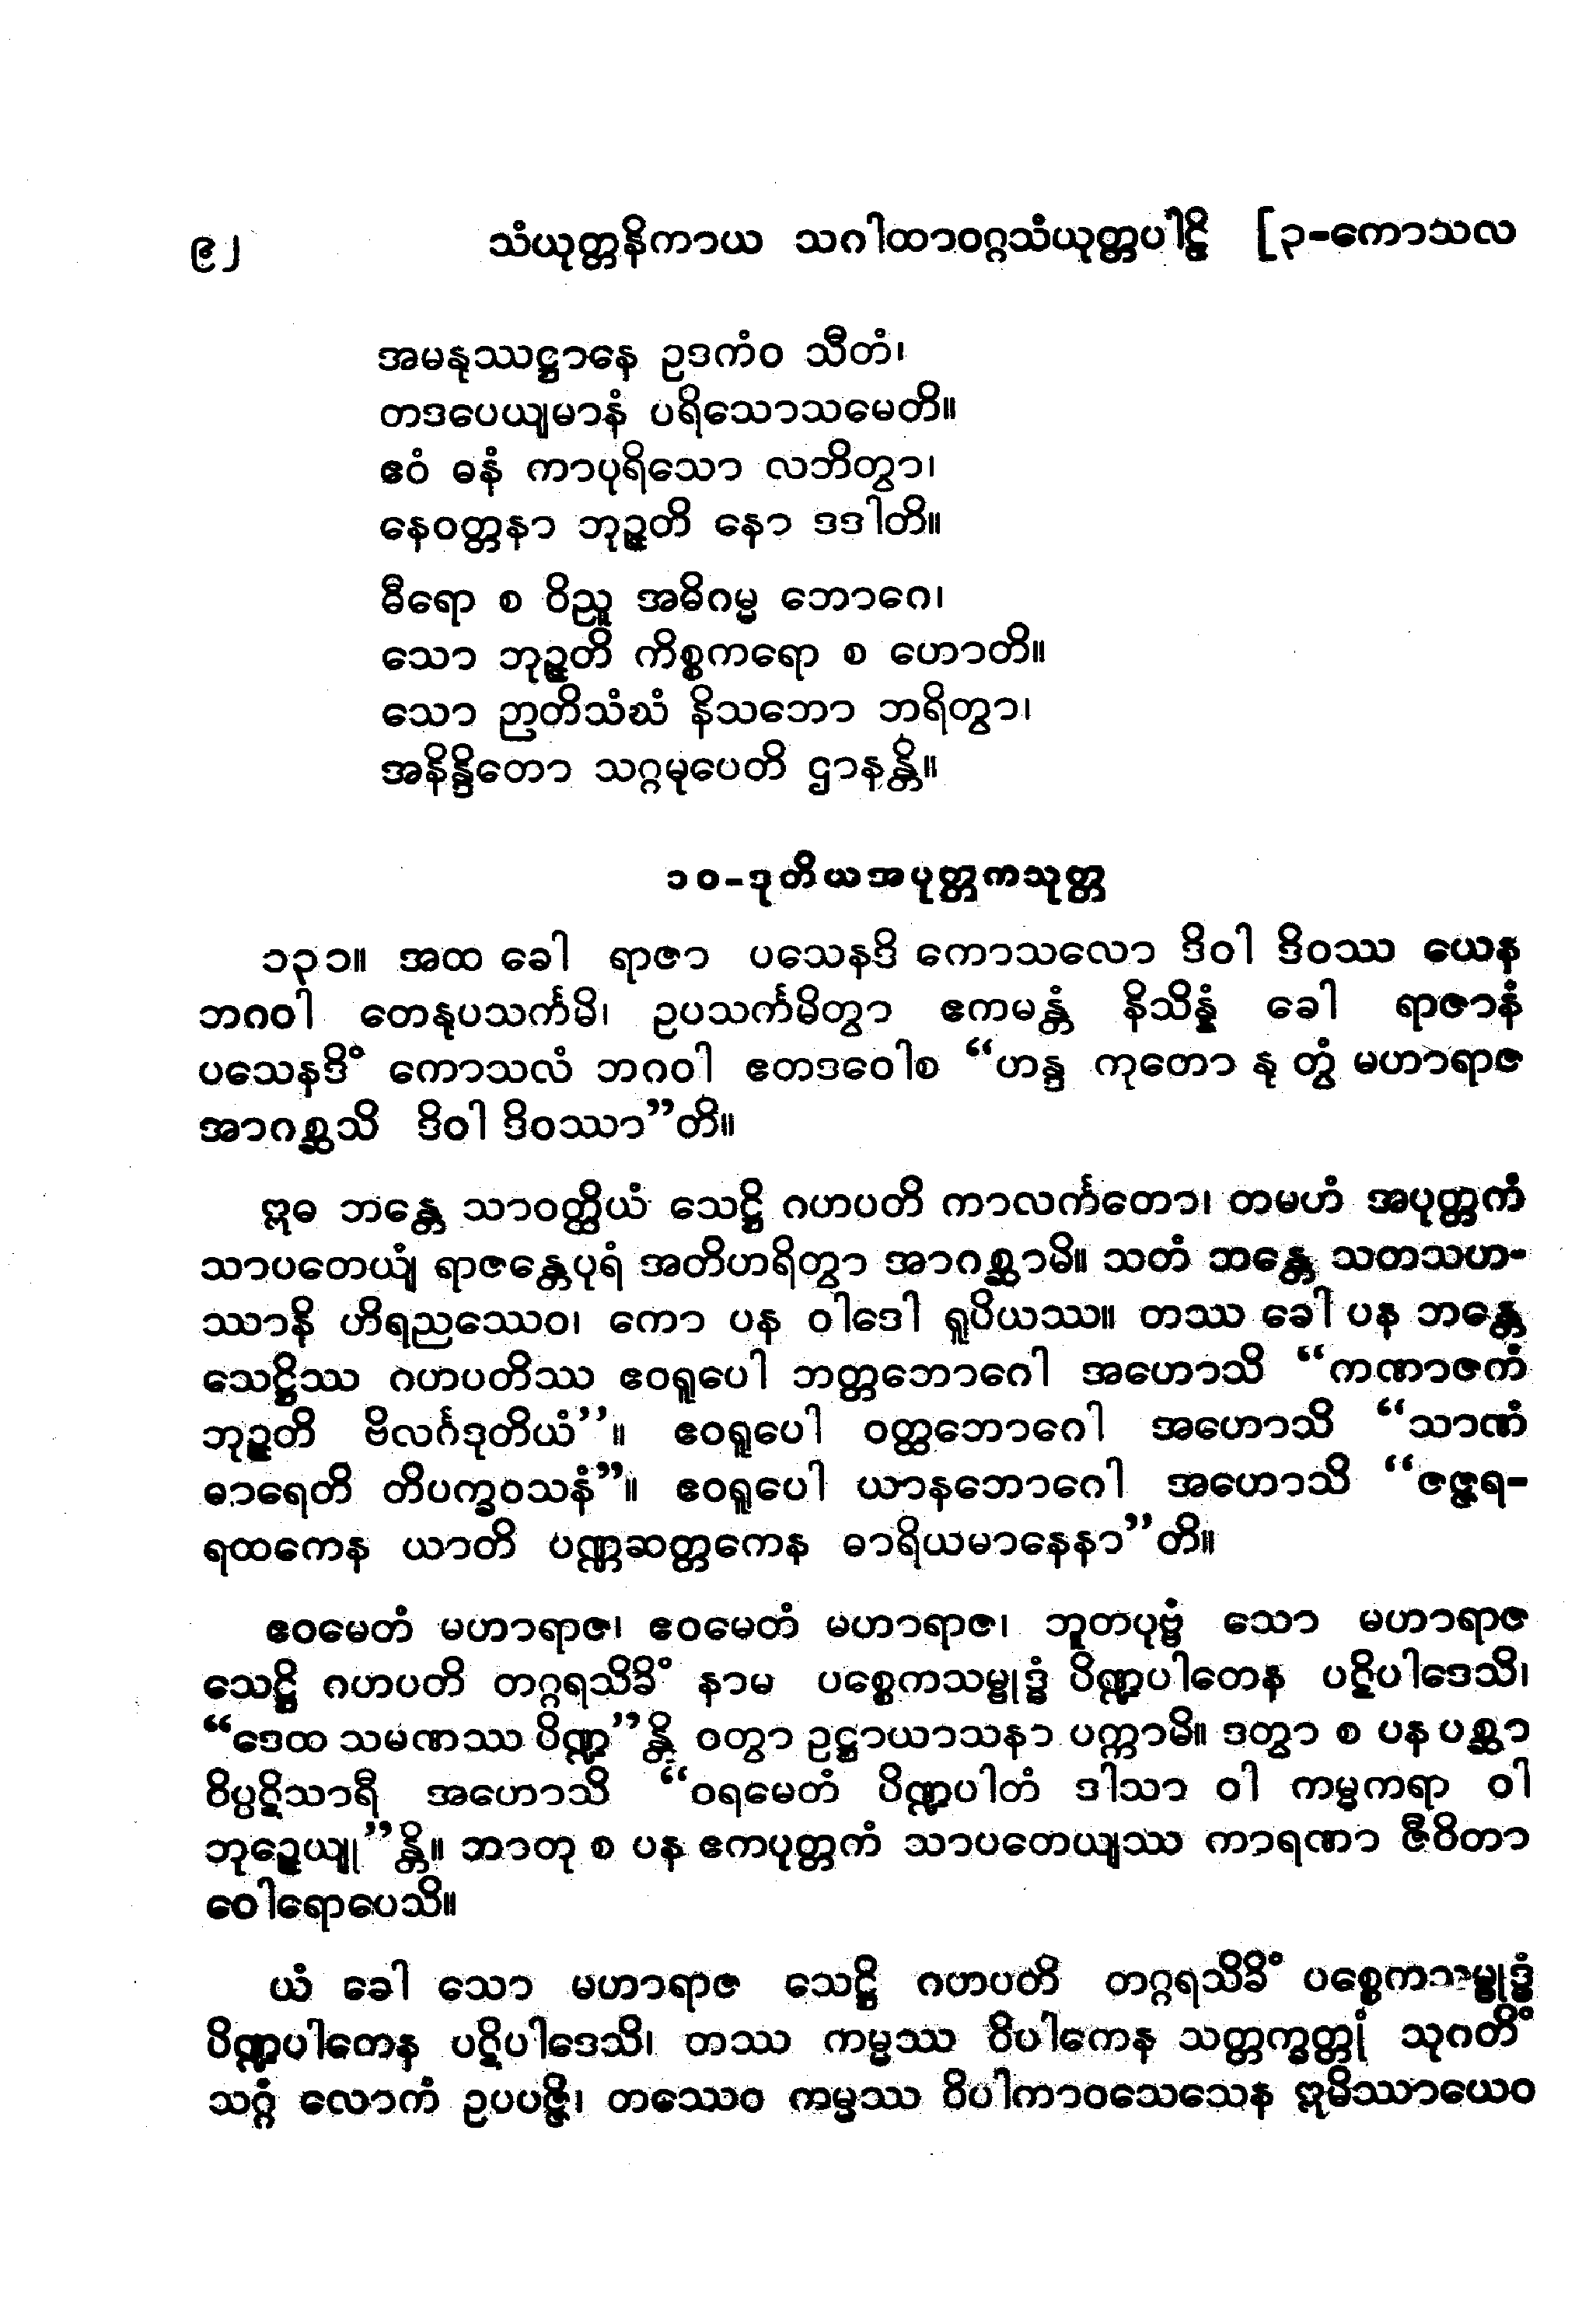 ၉၂ သံယုတ္တနိကာယ သဂါထာဝဂ္ဂသံယုတ္တပါဠိ [၃-ကောသလ
အမနုဿဋ္ဌာနေ ဥဒကံဝ သီတံ၊
တဒပေယျမာနံ ပရိသောသမေတိ။
ဧဝံ ဓနံ ကာပုရိသော လဘိတွာ၊
နေဝတ္တနာ ဘုဉ္ဇတိ နော ဒဒါတိ။
ဓီရော စ ဝိညူ အဓိဂမ္မ ဘောဂေ၊
သော ဘုဉ္ဇတိ ကိစ္စကရော စ ဟောတိ။
သော ဉာတိသံဃံ နိသဘော ဘရိတွာ၊
အနိန္ဒိတော သဂ္ဂမုပေတိ ဌာနန္တိ။
၁၀-ဒုတိယအပုတ္တကသုတ္တ
၁၃၁။ အထ ခေါ ရာဇာ ပသေနဒိ ကောသလော ဒိဝါ ဒိဝဿ ယေန
ဘဂဝါ တေနုပသင်္ကမိ၊ ဥပသင်္ကမိတွာ ဧကမန္တံ နိသိန္နံ ခေါ ရာဇာနံ
ပသေနဒိံ ကောသလံ ဘဂဝါ ဧတဒဝေါစ “ဟန္ဒ ကုတော နု တွံ မဟာရာဇ
အာဂစ္ဆသိ ဒိဝါ ဒိဝဿာ”တိ။
ဣဓ ဘန္တေ သာဝတ္ထိယံ သေဋ္ဌိ ဂဟပတိ ကာလင်္ကတော၊ တမဟံ အပုတ္တကံ
သာပတေယျံ ရာဇန္တေပုရံ အတိဟရိတွာ အာဂစ္ဆာမိ။ သတံ ဘန္တေ သတသဟ-
ဿာနိ ဟိရညဿေဝ၊ ကော ပန ဝါဒေါ ရူပိယဿ။ တဿ ခေါ ပန ဘန္တေ
သေဋ္ဌိဿ ဂဟပတိဿ ဧဝရူပေါ ဘတ္တဘောဂေါ အဟောသိ “ကဏာဇကံ
ဘုဉ္ဇတိ ဗိလင်္ဂဒုတိယံ”။ ဧဝရူပေါ ဝတ္ထဘောဂေါ အဟောသိ “သာဏံ
ဓာရေတိ တိပက္ခဝသနံ”။ ဧဝရူပေါ ယာနဘောဂေါ အဟောသိ “ဇဇ္ဇရ-
ရထကေန ယာတိ ပဏ္ဏဆတ္တကေန ဓာရိယမာနေနာ”တိ။
ဧဝမေတံ မဟာရာဇ၊ ဧဝမေတံ မဟာရာဇ၊ ဘူတပုဗ္ဗံ သော မဟာရာဇ
သေဋ္ဌိ ဂဟပတိ တဂ္ဂရသိခိံ နာမ ပစ္စေကသမ္ဗုဒ္ဓံ ပိဏ္ဍပါတေန ပဋိပါဒေသိ၊
“ဒေထ သမဏဿ ပိဏ္ဍ”န္တိ ဝတွာ ဥဋ္ဌာယာသနာ ပက္ကာမိ။ ဒတွာ စ ပန ပစ္ဆာ
ဝိပ္ပဋိသာရီ အဟောသိ “ဝရမေတံ ပိဏ္ဍပါတံ ဒါသာ ဝါ ကမ္မကရာ ဝါ
ဘုဉ္ဇေယျု”န္တိ။ ဘာတု စ ပန ဧကပုတ္တကံ သာပတေယျဿ ကာရဏာ ဇီဝိတာ
ဝေါရောပေသိ။
ယံ ခေါ သော မဟာရာဇ သေဋ္ဌိ ဂဟပတိ တဂ္ဂရသိခိံ ပစ္စေကသမ္ဗုဒ္ဓံ
ပိဏ္ဍပါတေန ပဋိပါဒေသိ၊ တဿ ကမ္မဿ ဝိပါကေန သတ္တက္ခတ္တုံ သုဂတိံ
သဂ္ဂံ လောကံ ဥပပဇ္ဇိ၊ တဿေဝ ကမ္မဿ ဝိပါကာဝသေသေန ဣမိဿာယေဝ